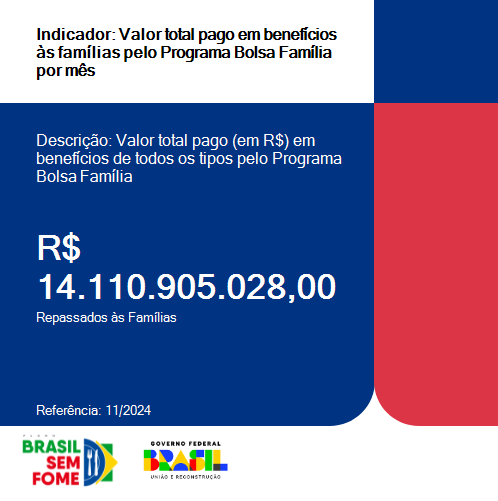 Indicador: Valor total pago em benefícios
às famílias pelo Programa Bolsa Família
por mês
Descrição: Valor total pago (em R$) em
benefícios de todos os tipos pelo Programa
Bolsa Família
R$
14.110.905.028,00
Repassados às Famílias
Referência: 11/2024
PLANO
BRASIL
SEM
FOME
GOVERNO FEDERAL
BRASIL
UNIÃO E RECONSTRUÇÃO